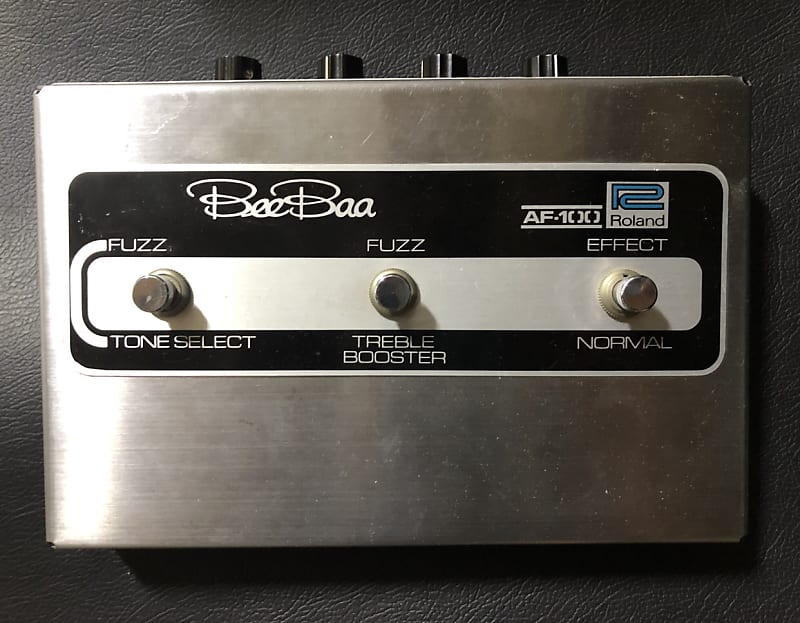 BeeBaa
AF-100
Roland
FUZZ
FUZZ
EFFECT
TONE SELECT
TREBLE
BOOSTER
NORMAL